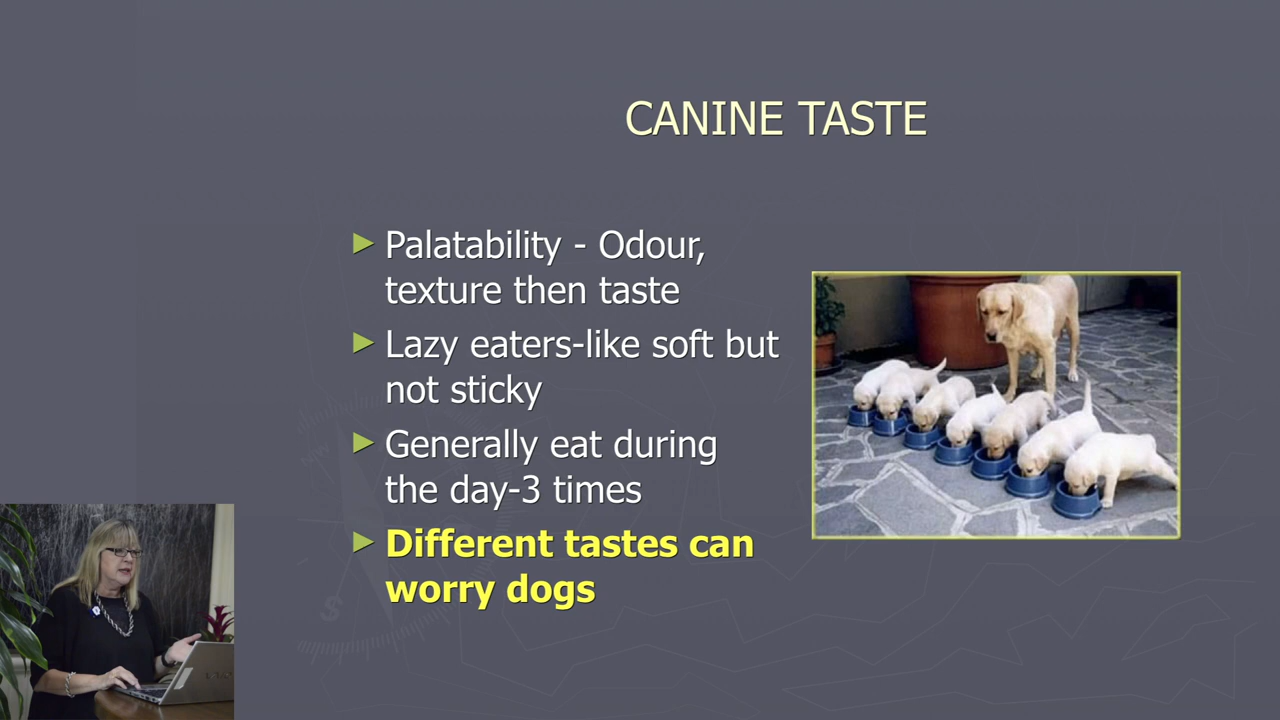 CANINE TASTE
Palatability - Odour,
texture then taste
Lazy eaters-like soft but
not sticky
Generally eat during
the day-3 times
Different tastes can
worry dogs
S